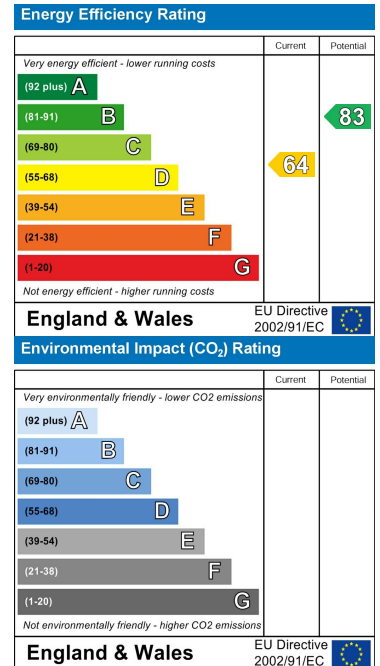 Energy Efficiency Rating
Current Potential
Very energy efficient - lower running costs
(92 plus) A
(81-91) B
83
(69-80) C
64
(55-68) D
(39-54) E
(21-38) F
(1-20) G
Not energy efficient - higher running costs
England & Wales
EU Directive
2002/91/EC
Environmental Impact (CO₂) Rating
Current Potential
Very environmentally friendly - lower CO2 emissions
(92 plus) A
(81-91) B
(69-80) C
(55-68) D
(39-54) E
(21-38) F
(1-20) G
Not environmentally friendly - higher CO2 emissions
England & Wales
EU Directive
2002/91/EC